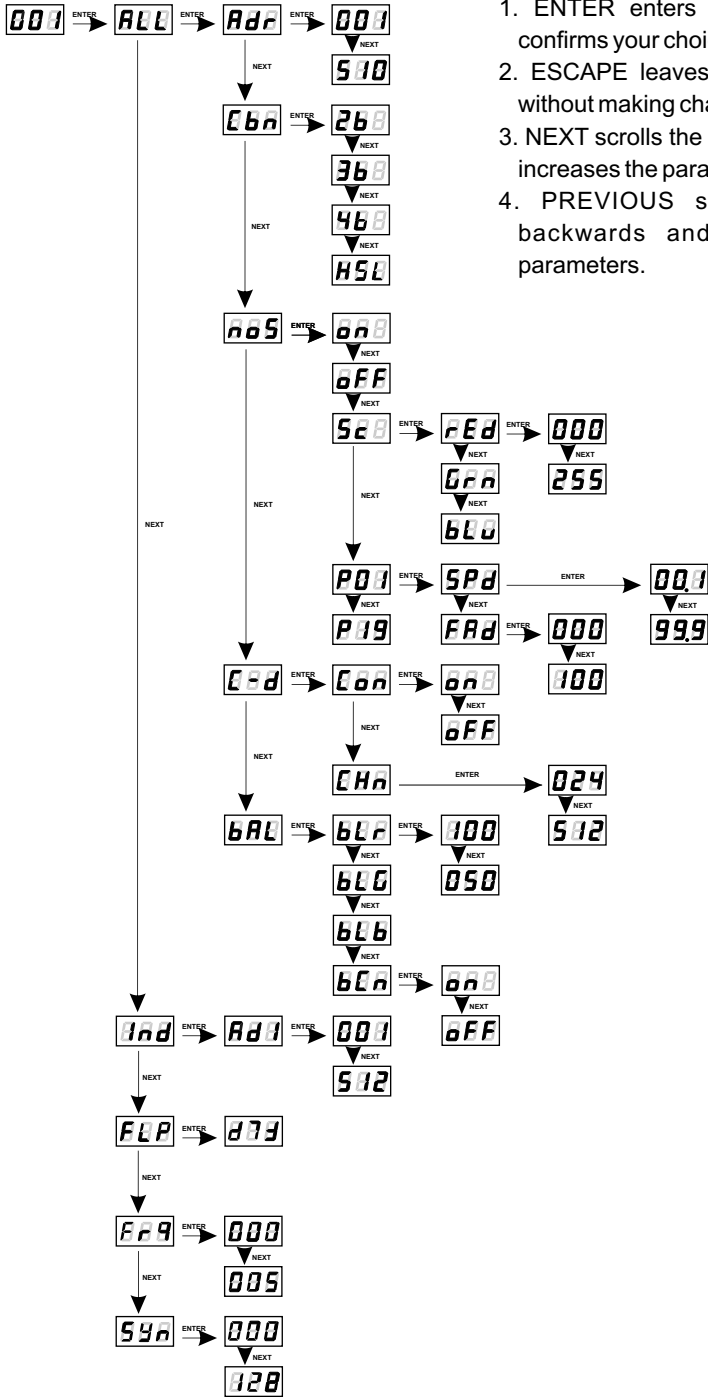 001 ENTER ALL ENTER Adr ENTER 001
NEXT
NEXT
S10
Cbn ENTER 2b
NEXT
3b
NEXT
4b
NEXT
NEXT
HSL
noS ENTER on
NEXT
oFF
NEXT
Sc ENTER rEd ENTER 000
NEXT
NEXT
Grn
255
NEXT
NEXT
NEXT
bLu
NEXT
P01 ENTER SPd ENTER 00.1
NEXT
NEXT
NEXT
P19
FAd ENTER 000
99.9
NEXT
100
C-d ENTER Con ENTER on
NEXT
oFF
NEXT
NEXT
CHn ENTER 024
NEXT
512
bAL ENTER bLr ENTER 100
NEXT
NEXT
bLG
050
NEXT
bLb
NEXT
bCn ENTER on
NEXT
oFF
Ind ENTER Ad1 ENTER 001
NEXT
NEXT
512
FLP ENTER d7y
NEXT
Frq ENTER 000
NEXT
005
NEXT
SYn ENTER 000
NEXT
128
1. ENTER enters
confirms your choi
2. ESCAPE leaves
without making cha
3. NEXT scrolls the
increases the para
4. PREVIOUS s
backwards and
parameters.